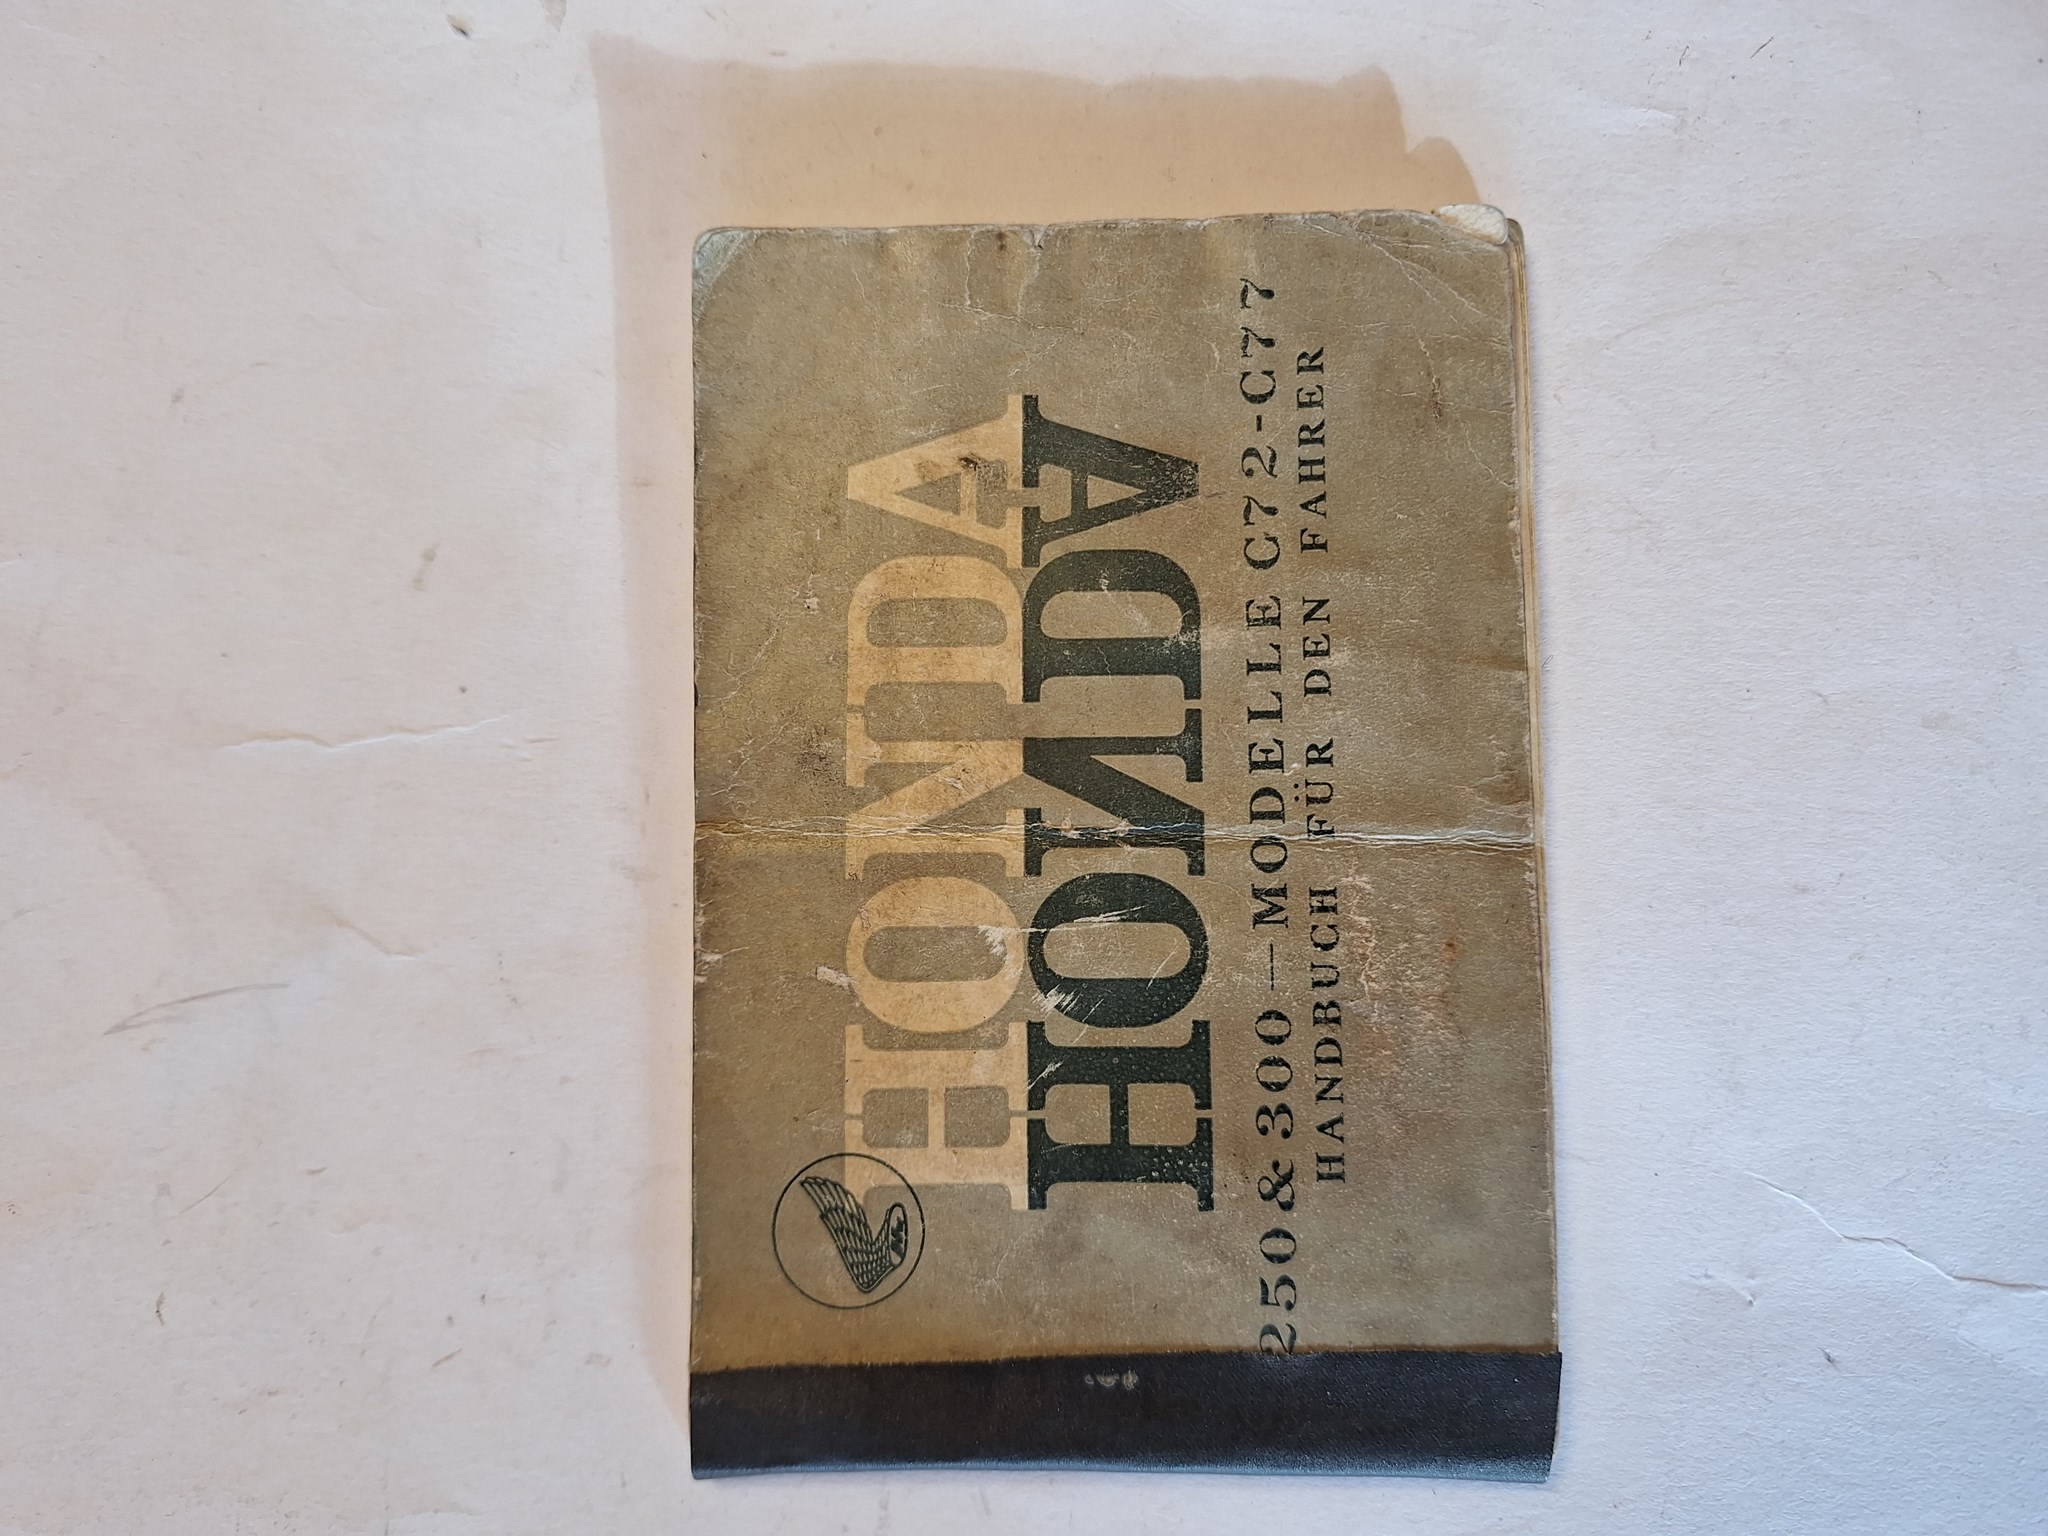 HONDA
HONDA
250 & 300 — MODELLE C72-C77
HANDBUCH FÜR DEN FAHRER